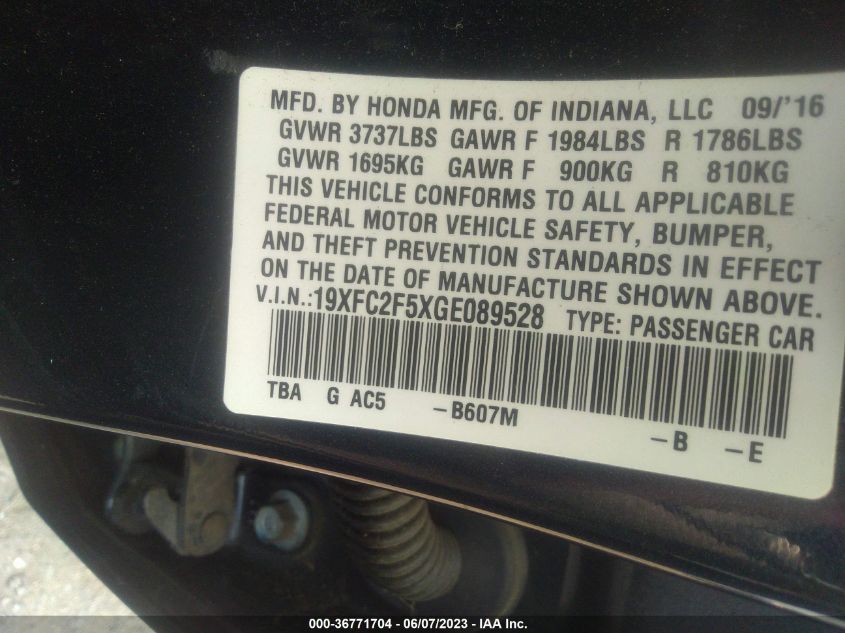 MFD. BY HONDA MFG. OF INDIANA, LLC 09/'16
GVWR 3737LBS GAWR F 1984LBS R 1786LBS
GVWR 1695KG GAWR F 900KG R 810KG
THIS VEHICLE CONFORMS TO ALL APPLICABLE
FEDERAL MOTOR VEHICLE SAFETY, BUMPER,
AND THEFT PREVENTION STANDARDS IN EFFECT
ON THE DATE OF MANUFACTURE SHOWN ABOVE.
V.I.N.:19XFC2F5XGE089528 TYPE: PASSENGER CAR
TBA G AC5 -B607M -B -E
000-36771704 - 06/07/2023 - IAA Inc.